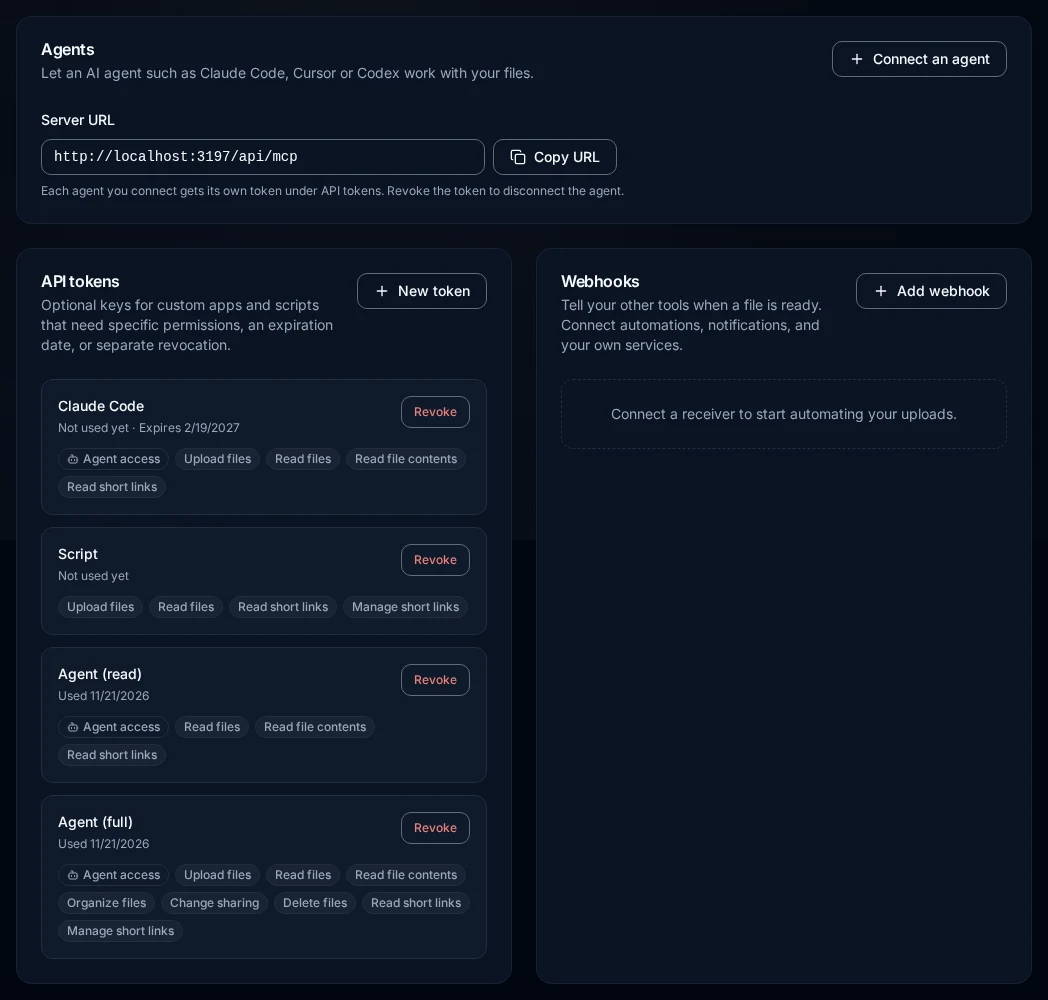 Agents
Let an AI agent such as Claude Code, Cursor or Codex work with your files.
Connect an agent
Server URL
http://localhost:3197/api/mcp
Copy URL
Each agent you connect gets its own token under API tokens. Revoke the token to disconnect the agent.
API tokens
Optional keys for custom apps and scripts
that need specific permissions, an expiration
date, or separate revocation.
New token
Claude Code
Not used yet · Expires 2/19/2027
Revoke
Agent access Upload files Read files Read file contents
Read short links
Script
Not used yet
Revoke
Upload files Read files Read short links Manage short links
Agent (read)
Used 11/21/2026
Revoke
Agent access Read files Read file contents
Read short links
Agent (full)
Used 11/21/2026
Revoke
Agent access Upload files Read files Read file contents
Organize files Change sharing Delete files Read short links
Manage short links
Webhooks
Tell your other tools when a file is ready.
Connect automations, notifications, and
your own services.
Add webhook
Connect a receiver to start automating your uploads.